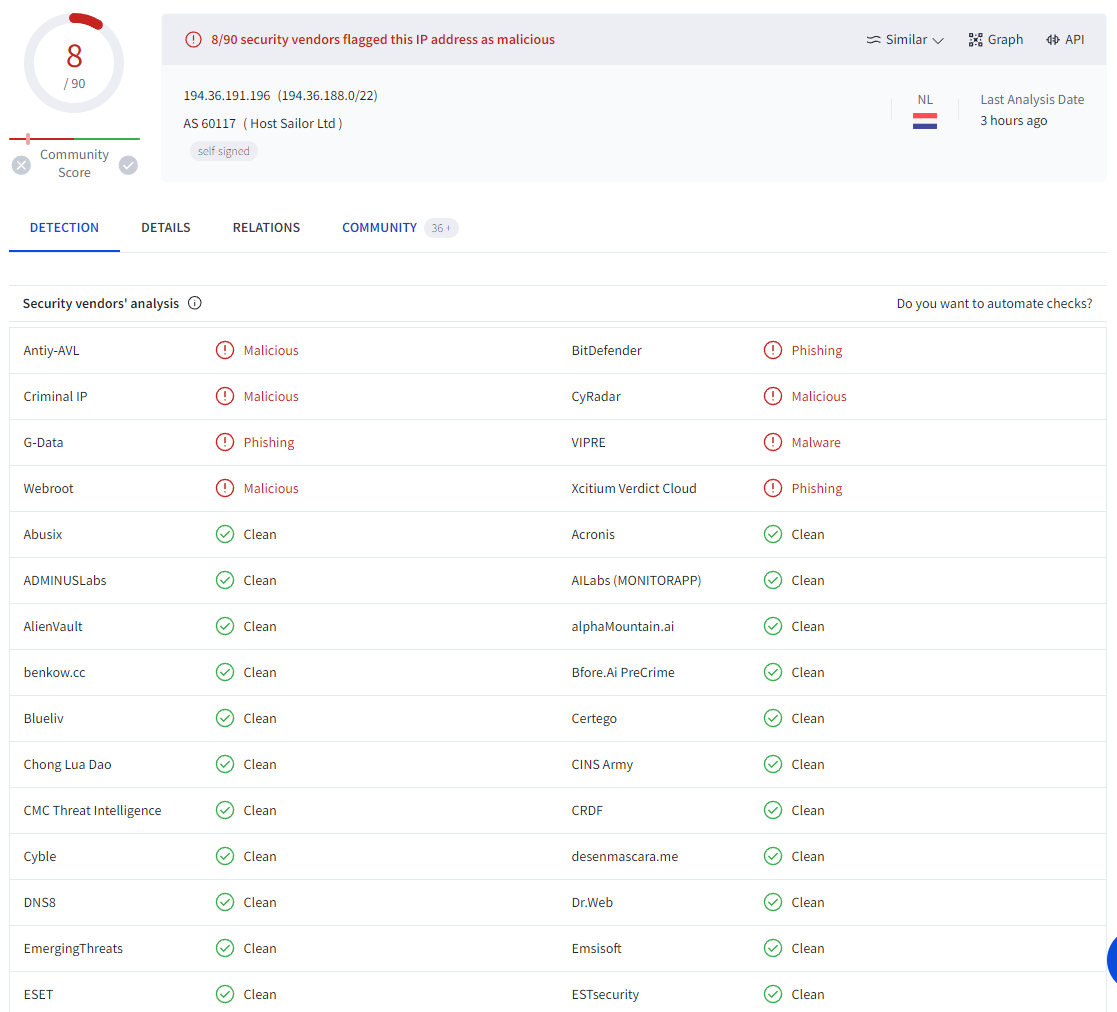 8
/ 90
Community
Score
8/90 security vendors flagged this IP address as malicious
Similar
Graph
API
194.36.191.196 (194.36.188.0/22)
AS 60117 ( Host Sailor Ltd )
self-signed
NL
Last Analysis Date
3 hours ago
DETECTION DETAILS RELATIONS COMMUNITY 36 +
Security vendors' analysis
Do you want to automate checks?
Antiy-AVL Malicious BitDefender Phishing
Criminal IP Malicious CyRadar Malicious
G-Data Phishing VIPRE Malware
Webroot Malicious Xcitium Verdict Cloud Phishing
Abusix Clean Acronis Clean
ADMINUSLabs Clean AILabs (MONITORAPP) Clean
AlienVault Clean alphaMountain.ai Clean
benkow.cc Clean Bfore.Ai PreCrime Clean
Blueliv Clean Certego Clean
Chong Lua Dao Clean CINS Army Clean
CMC Threat Intelligence Clean CRDF Clean
Cyble Clean desenmascara.me Clean
DNS8 Clean Dr.Web Clean
EmergingThreats Clean Emsisoft Clean
ESET Clean ESTsecurity Clean